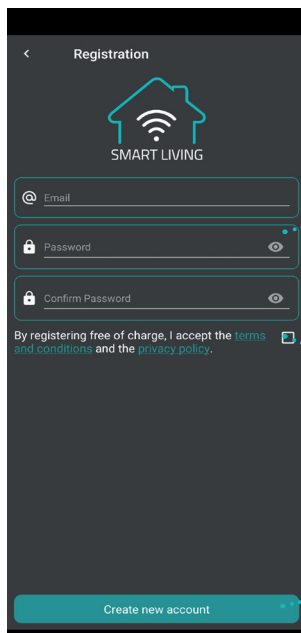 Registration
SMART LIVING
Email
Password
Confirm Password
By registering free of charge, I accept the terms
and conditions and the privacy policy.
Create new account